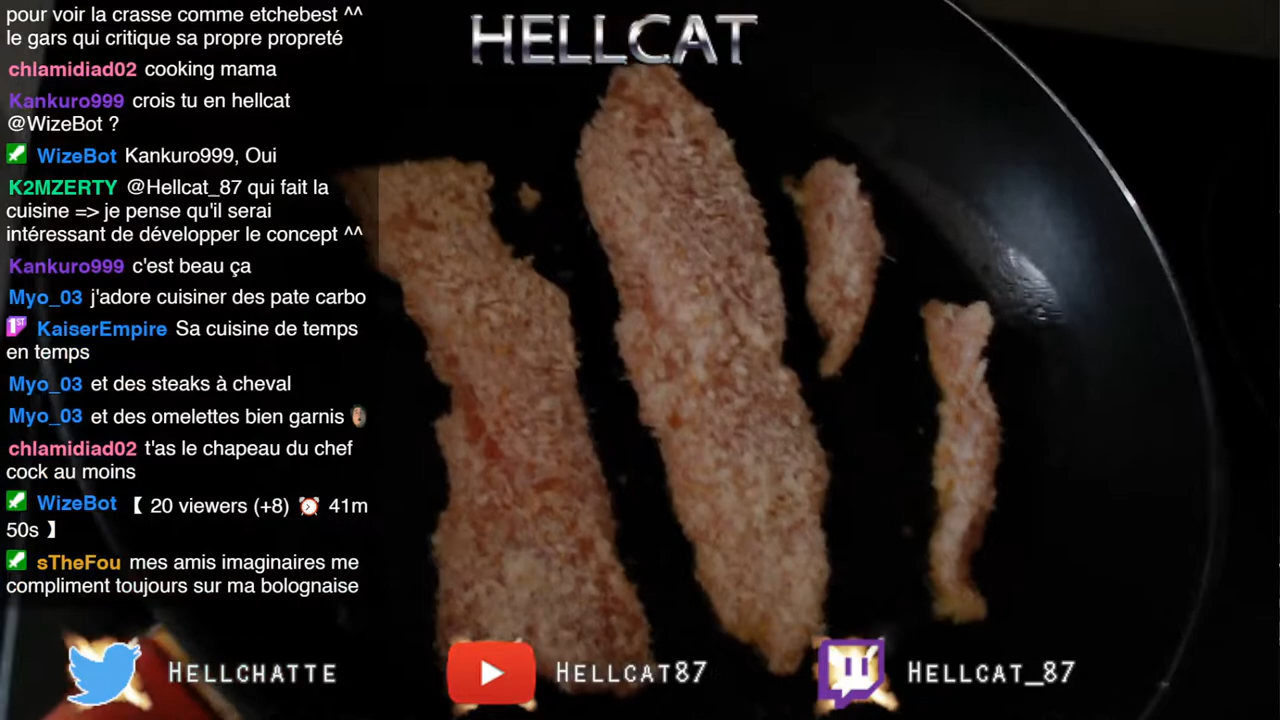 pour voir la crasse comme etchebest ^^
le gars qui critique sa propre propreté
chlamidiad02 cooking mama
Kankuro999 crois tu en hellcat
@WizeBot ?
WizeBot Kankuro999, Oui
K2MZERTY @Hellcat_87 qui fait la
cuisine => je pense qu'il serai
intéressant de développer le concept ^^
Kankuro999 c'est beau ça
Myo_03 j'adore cuisiner des pate carbo
1ST KaiserEmpire Sa cuisine de temps
en temps
Myo_03 et des steaks à cheval
Myo_03 et des omelettes bien garnis
chlamidiad02 t'as le chapeau du chef
cock au moins
WizeBot 【 20 viewers (+8) ⏰ 41m
50s 】
sTheFou mes amis imaginaires me
compliment toujours sur ma bolognaise
HELLCAT
HELLCHATTE
HELLCAT87
HELLCAT_87